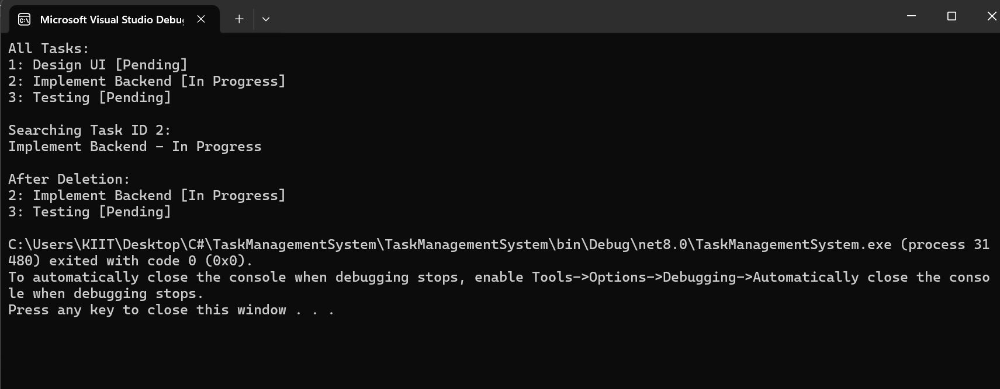 Microsoft Visual Studio Debu
All Tasks:
1: Design UI [Pending]
2: Implement Backend [In Progress]
3: Testing [Pending]
Searching Task ID 2:
Implement Backend - In Progress
After Deletion:
2: Implement Backend [In Progress]
3: Testing [Pending]
C:\Users\KIIT\Desktop\C#\TaskManagementSystem\TaskManagementSystem\bin\Debug\net8.0\TaskManagementSystem.exe (process 31
480) exited with code 0 (0x0).
To automatically close the console when debugging stops, enable Tools->Options->Debugging->Automatically close the conso
le when debugging stops.
Press any key to close this window . . .